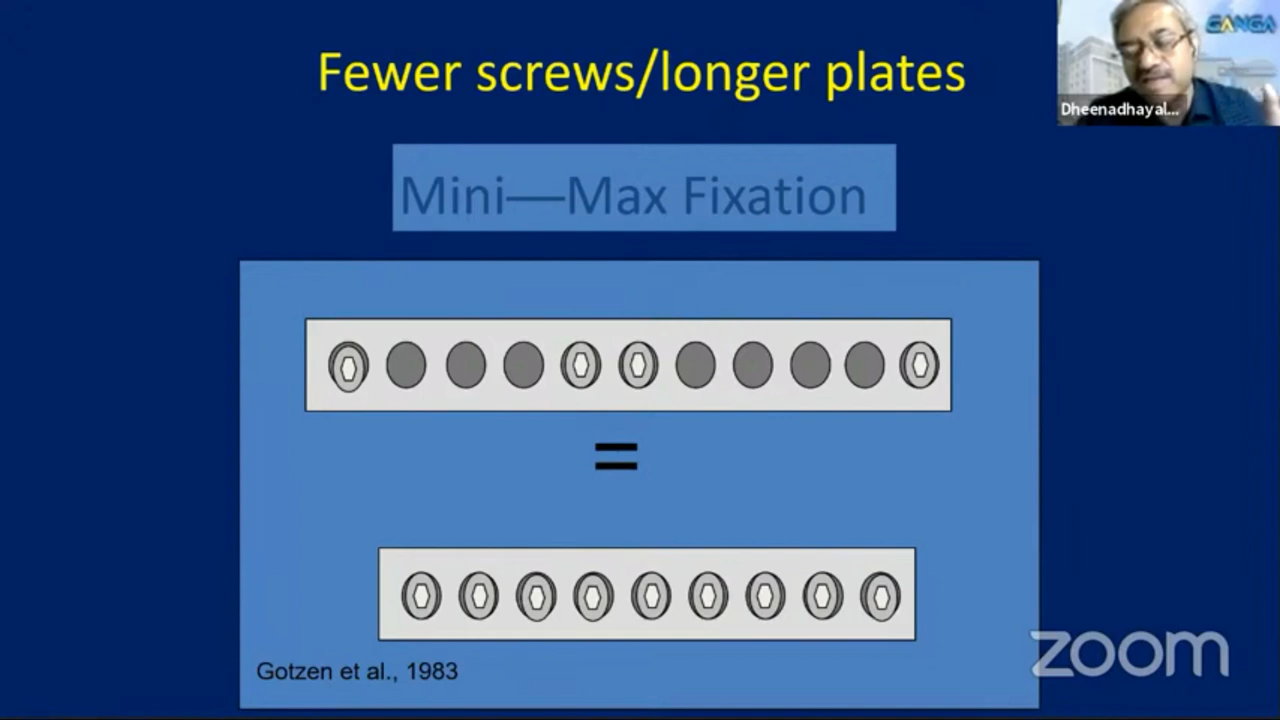 Fewer screws/longer plates
GANGA
Dheenadhayal...
Mini—Max Fixation
=
Gotzen et al., 1983
zoom